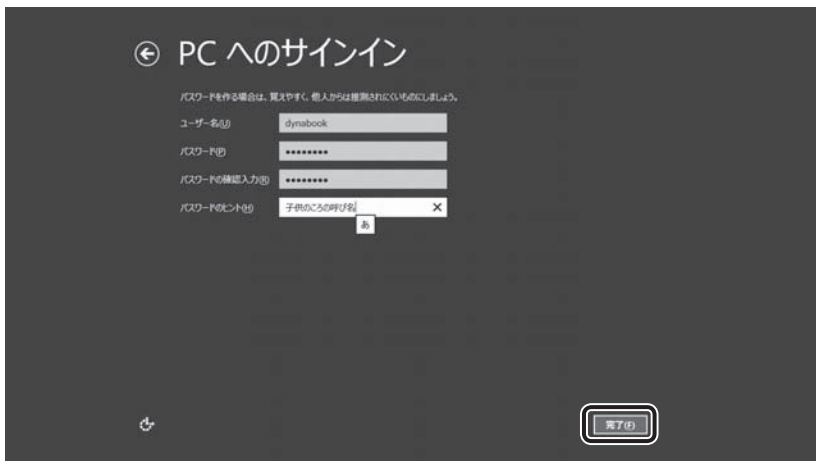 PC へのサインイン
パスワードを作る場合は、覚えやすく、他人からは推測されにくいものにしましょう。
ユーザー名(U)
dynabook
パスワード(P)
••••••••
パスワードの確認入力(R)
••••••••
パスワードのヒント(H)
子供のころの呼び名
あ
完了(F)